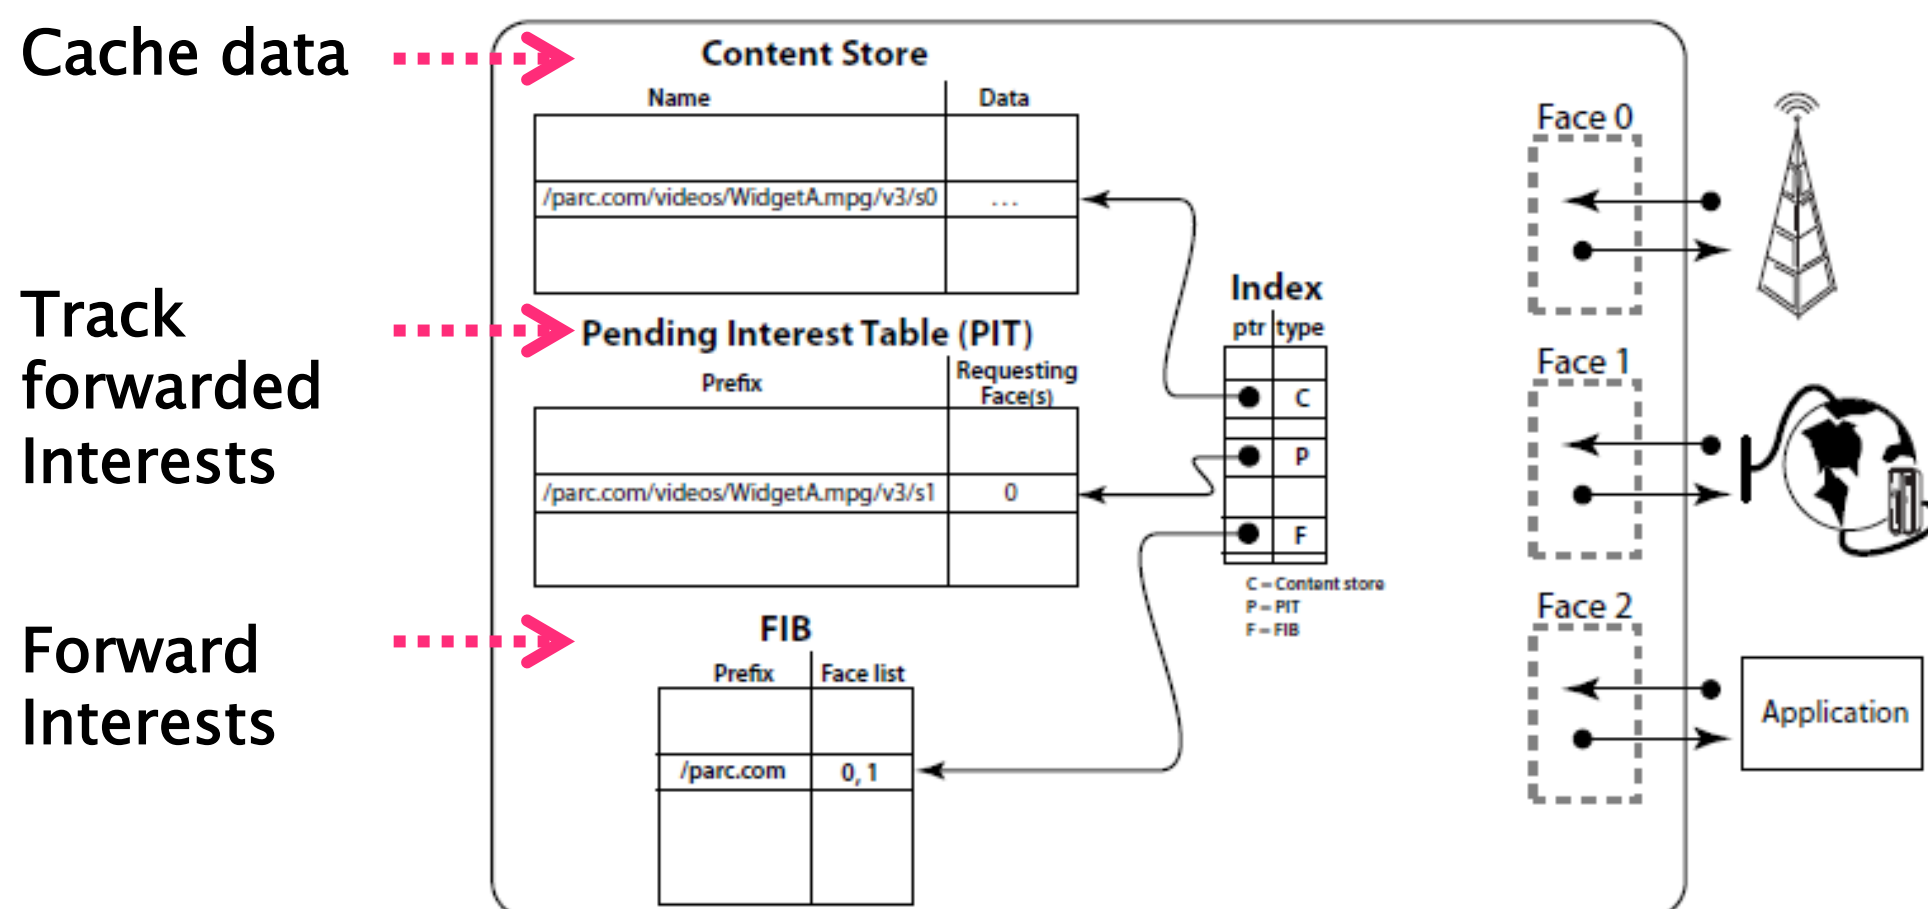 Cache data
Track
forwarded
Interests
Forward
Interests
Content Store
Name Data
/parc.com/videos/WidgetA.mpg/v3/s0 ...
Pending Interest Table (PIT)
Prefix Requesting
Face(s)
/parc.com/videos/WidgetA.mpg/v3/s1 0
FIB
Prefix Face list
/parc.com 0, 1
Index
ptr type
C
P
F
C – Content store
P – PIT
F – FIB
Face 0
Face 1
Face 2
Application